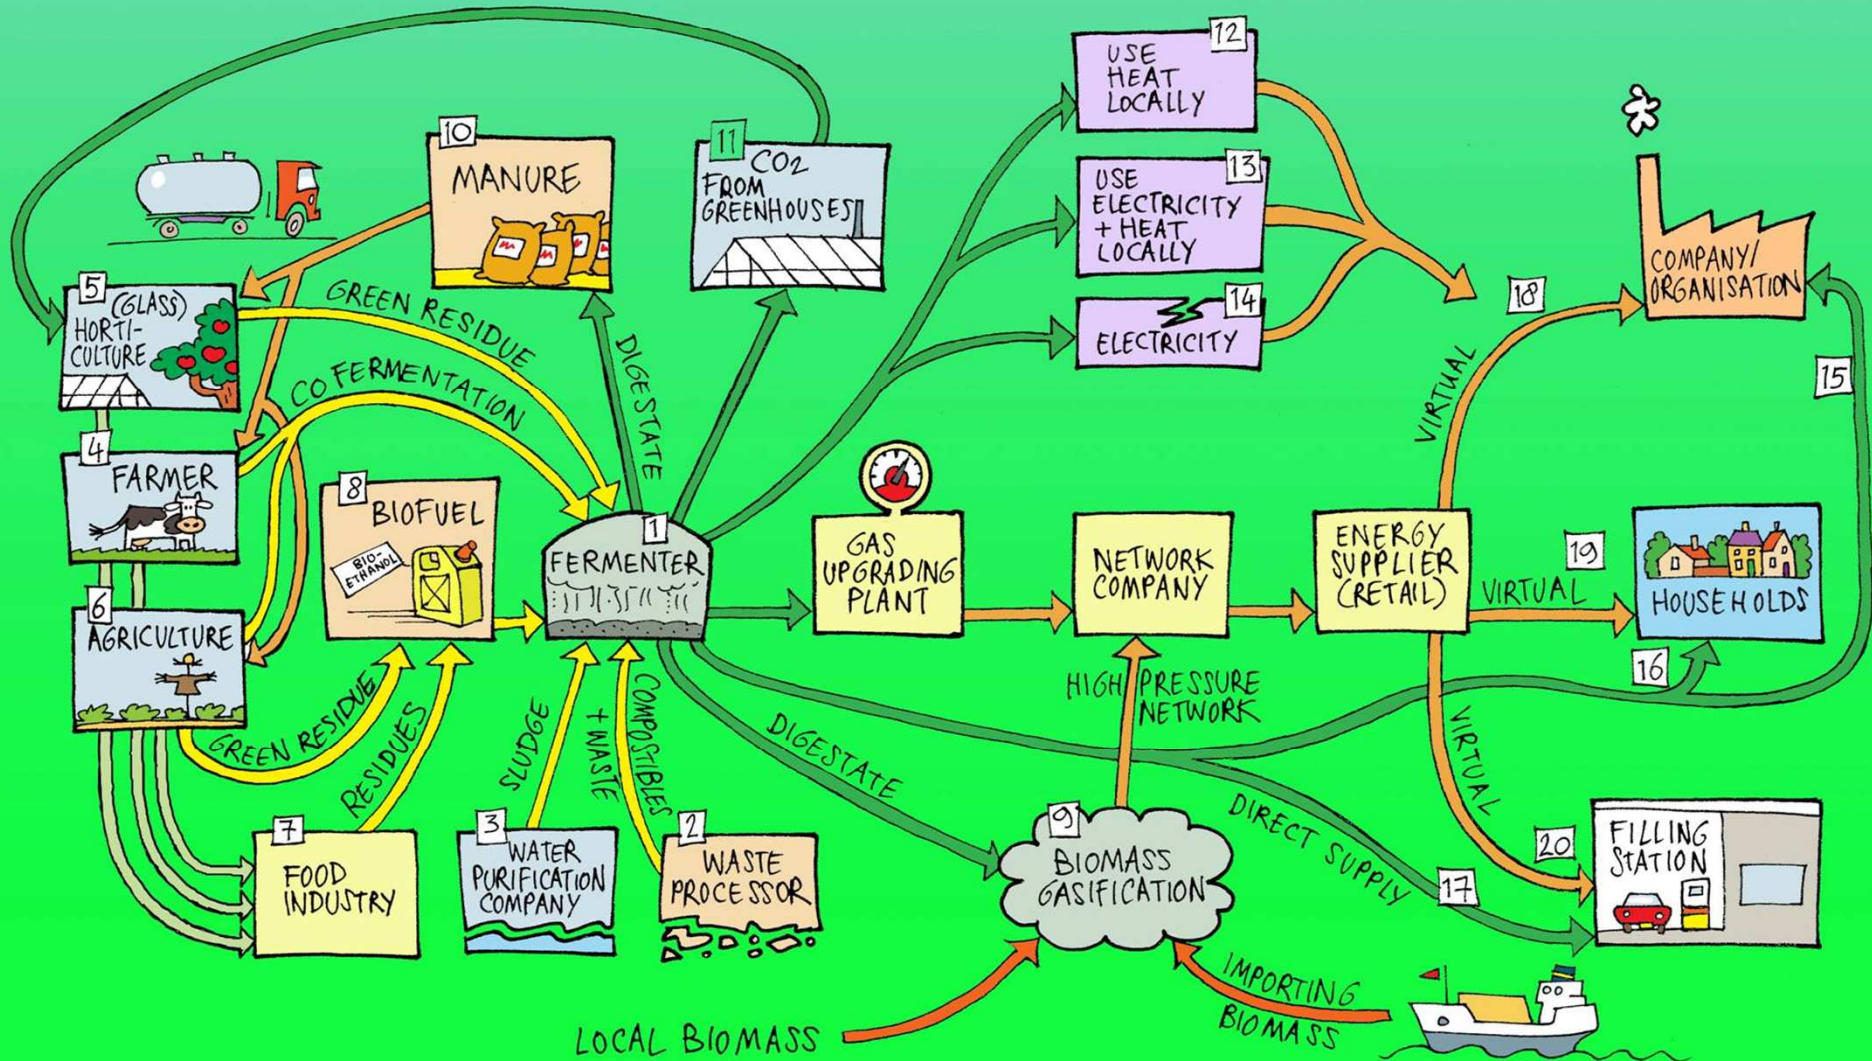 12
USE
HEAT
LOCALLY
10
MANURE
11
CO2
FROM
GREENHOUSES
13
USE
ELECTRICITY
+ HEAT
LOCALLY
14
ELECTRICITY
COMPANY/
ORGANISATION
18
15
5
(GLASS)
HORTI-
CULTURE
GREEN RESIDUE
CO FERMENTATION
DIGESTATE
VIRTUAL
4
FARMER
8
BIOFUEL
BIO-
ETHANOL
1
FERMENTER
GAS
UPGRADING
PLANT
NETWORK
COMPANY
ENERGY
SUPPLIER
(RETAIL)
19
VIRTUAL
HOUSEHOLDS
16
6
AGRICULTURE
GREEN RESIDUE
RESIDUES
SLUDGE
COMPOSTIBLES
+ WASTE
HIGH PRESSURE
NETWORK
DIGESTATE
VIRTUAL
DIRECT SUPPLY
7
FOOD
INDUSTRY
3
WATER
PURIFICATION
COMPANY
2
WASTE
PROCESSOR
9
BIOMASS
GASIFICATION
17
20
FILLING
STATION
LOCAL BIOMASS
IMPORTING
BIOMASS